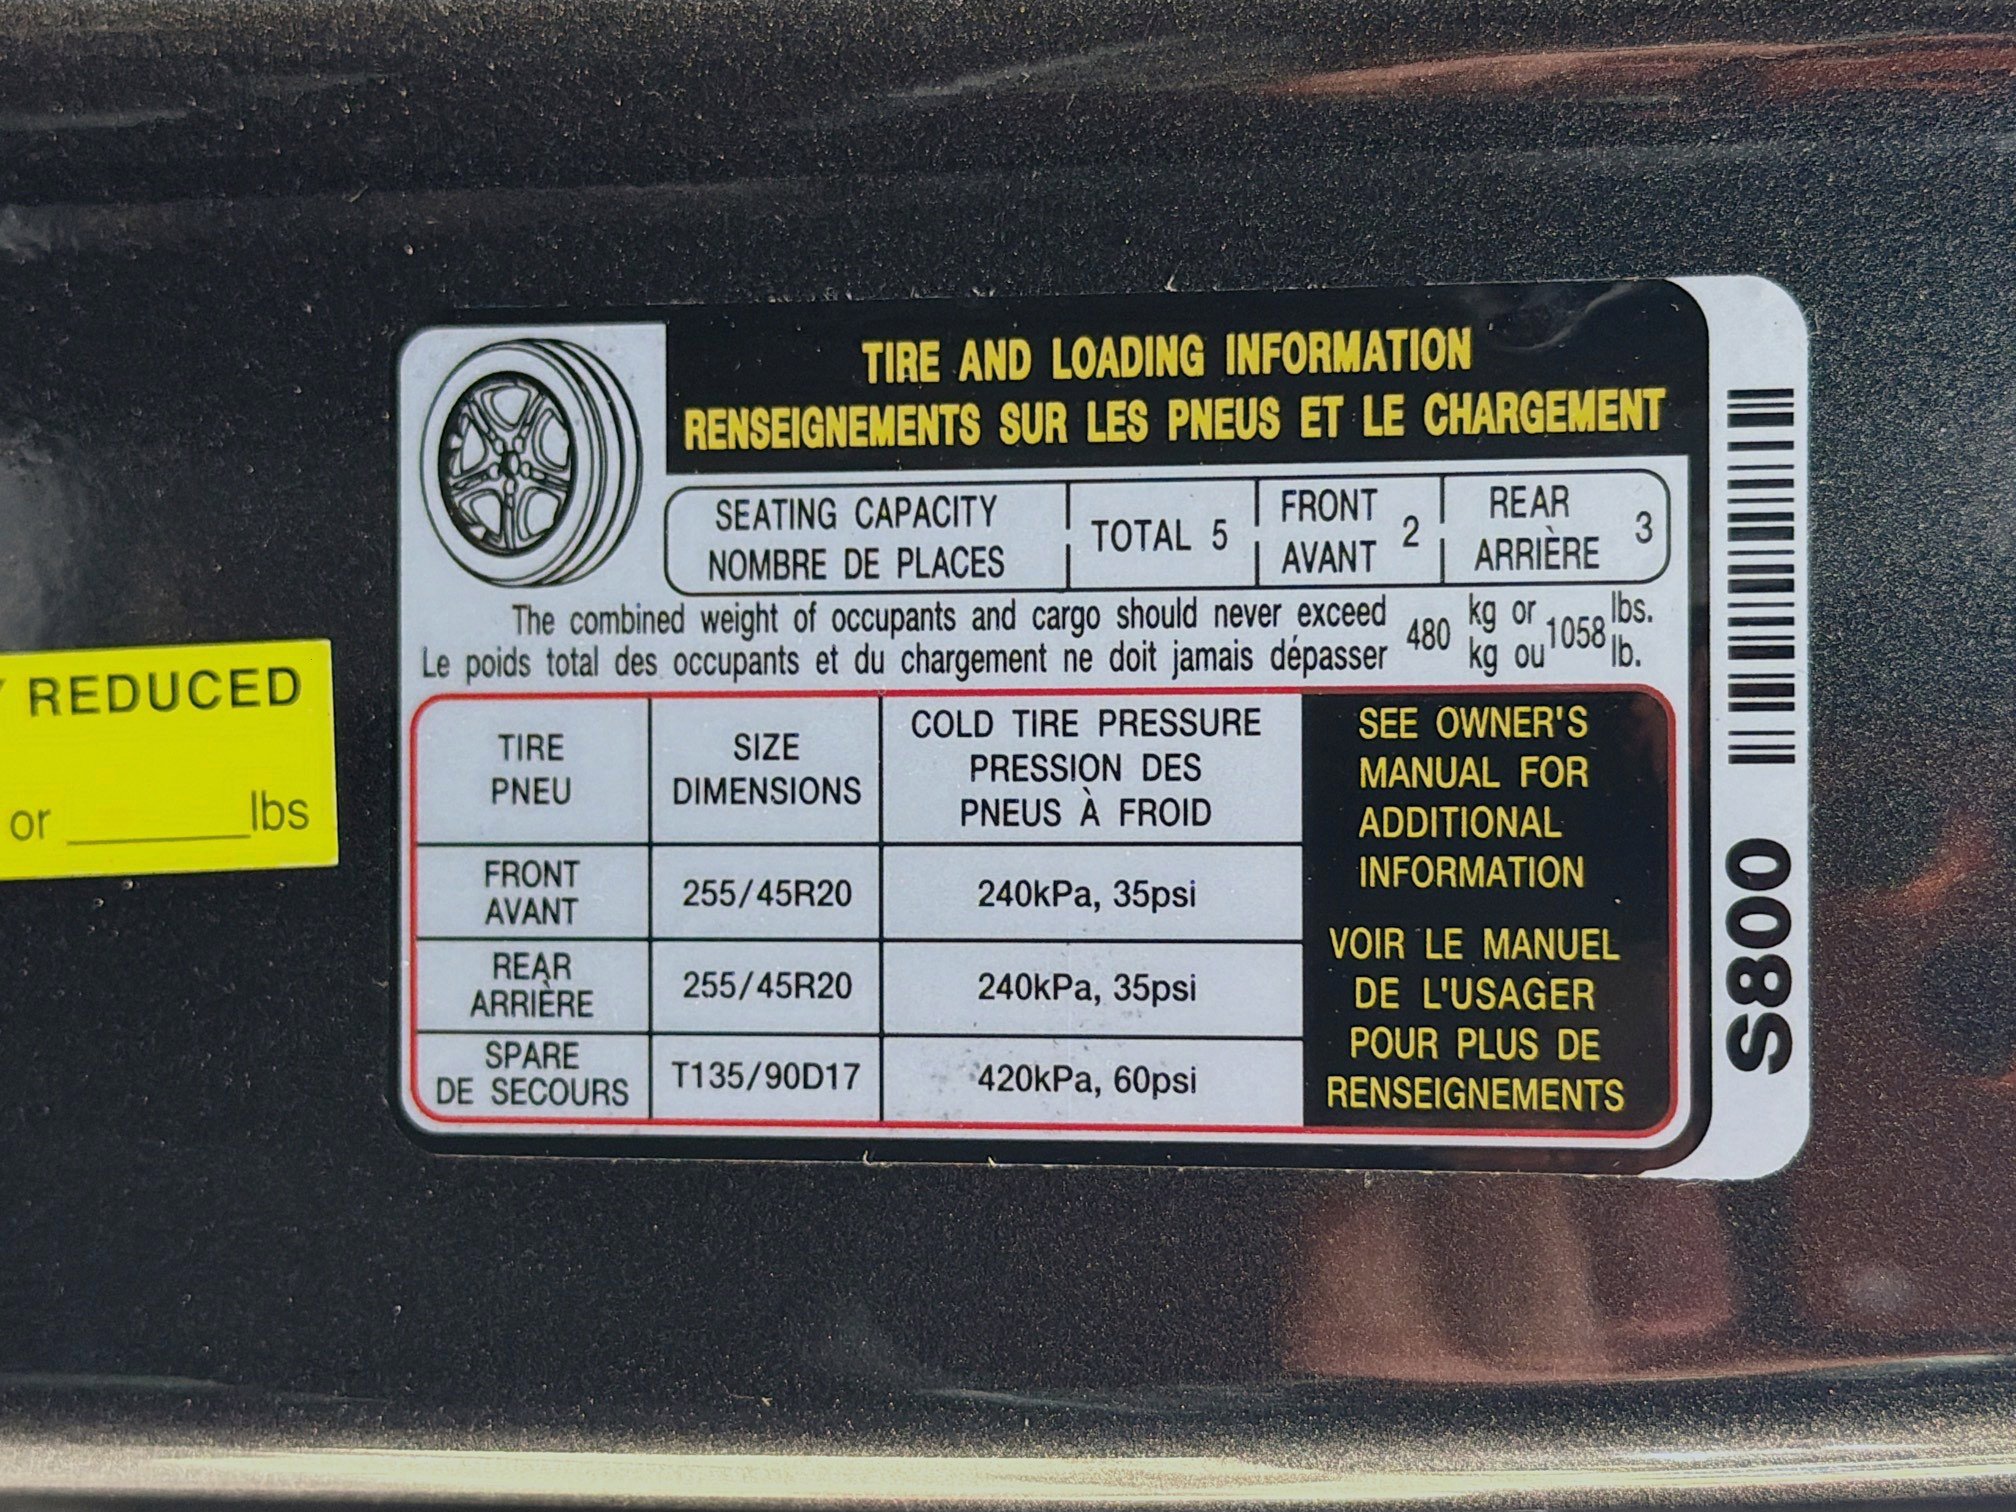 TIRE AND LOADING INFORMATION
RENSEIGNEMENTS SUR LES PNEUS ET LE CHARGEMENT
SEATING CAPACITY
NOMBRE DE PLACES
TOTAL 5
FRONT
AVANT
2
REAR
ARRIÈRE
3
The combined weight of occupants and cargo should never exceed
Le poids total des occupants et du chargement ne doit jamais dépasser
480
kg or
kg ou
1058
lbs.
lb.
TIRE
PNEU
SIZE
DIMENSIONS
COLD TIRE PRESSURE
PRESSION DES
PNEUS À FROID
FRONT
AVANT
255/45R20
240kPa, 35psi
REAR
ARRIÈRE
255/45R20
240kPa, 35psi
SPARE
DE SECOURS
T135/90D17
420kPa, 60psi
SEE OWNER'S
MANUAL FOR
ADDITIONAL
INFORMATION
VOIR LE MANUEL
DE L'USAGER
POUR PLUS DE
RENSEIGNEMENTS
S800
REDUCED
or ______lbs